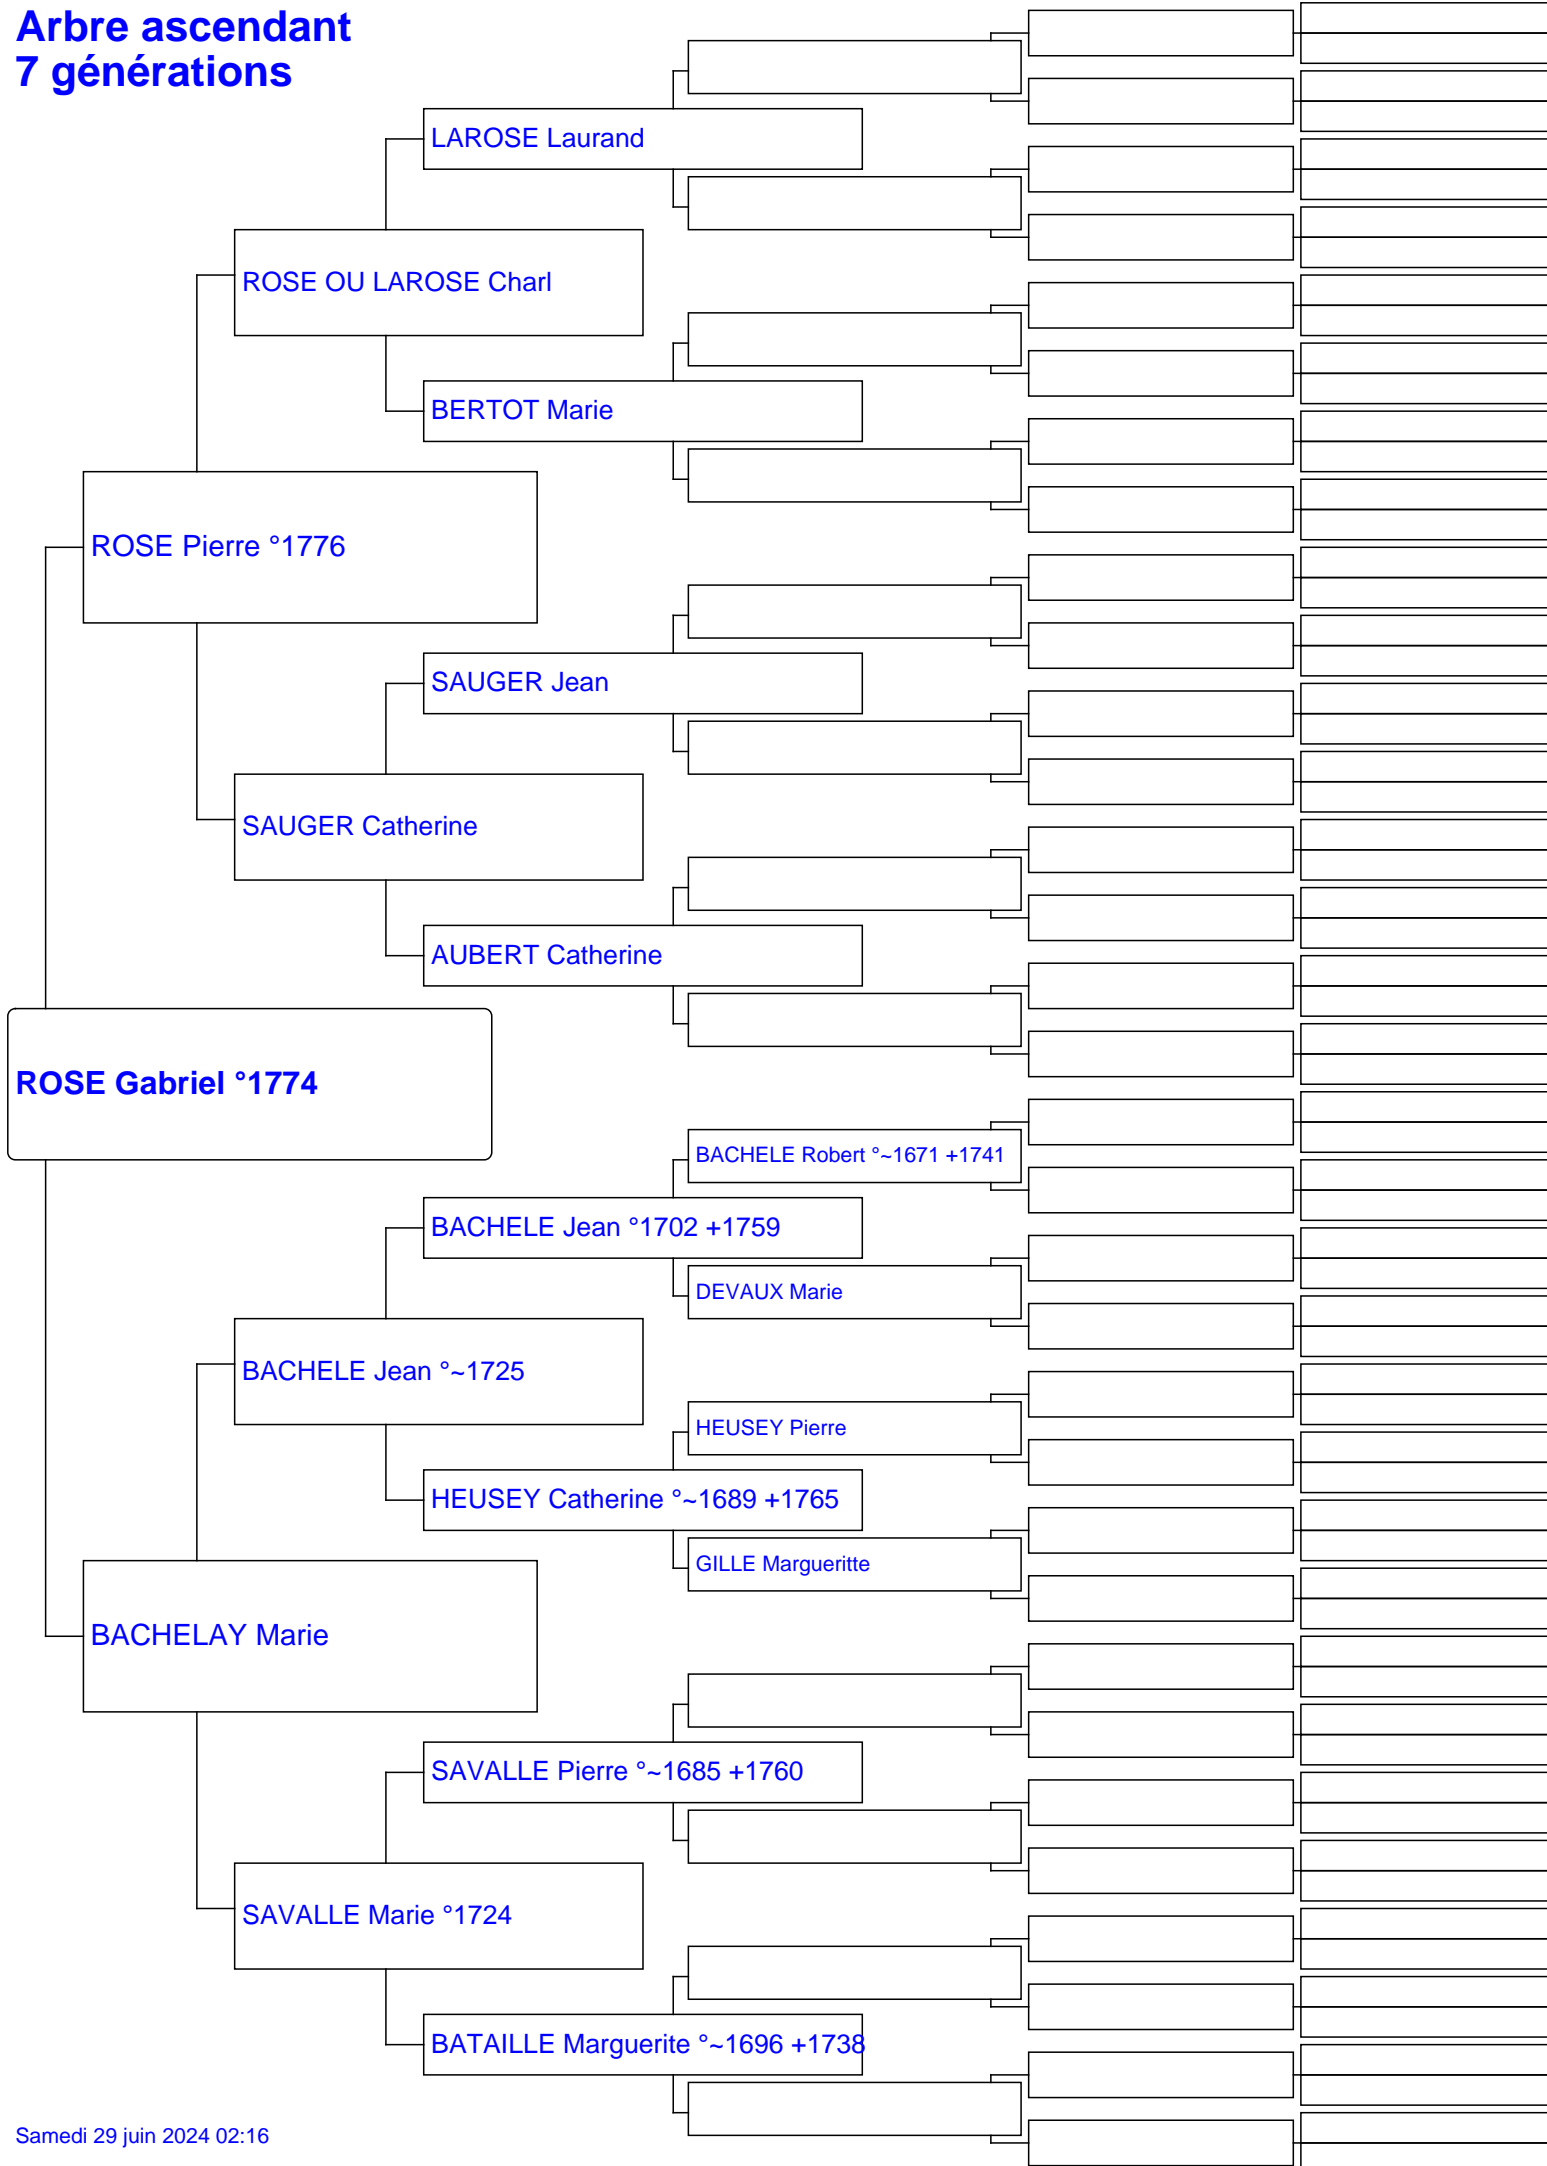 Arbre ascendant
7 générations
LAROSE Laurand
ROSE OU LAROSE Charl
BERTOT Marie
ROSE Pierre °1776
SAUGER Jean
SAUGER Catherine
AUBERT Catherine
ROSE Gabriel °1774
BACHELE Robert °~1671 +1741
BACHELE Jean °1702 +1759
DEVAUX Marie
BACHELE Jean °~1725
HEUSEY Pierre
HEUSEY Catherine °~1689 +1765
GILLE Margueritte
BACHELAY Marie
SAVALLE Pierre °~1685 +1760
SAVALLE Marie °1724
BATAILLE Marguerite °~1696 +1738
Samedi 29 juin 2024 02:16